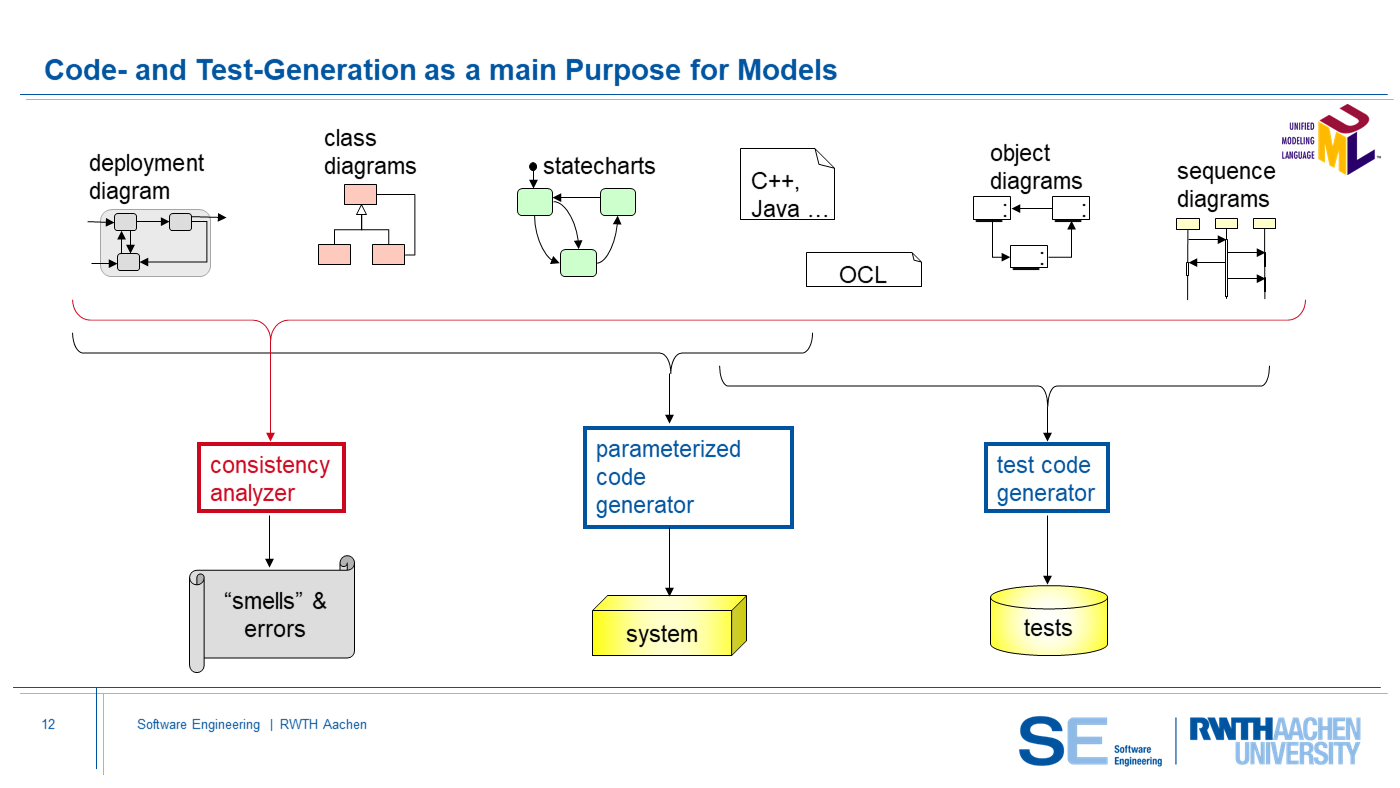 Code- and Test-Generation as a main Purpose for Models
UNIFIED
MODELING
LANGUAGE
UML
TM
deployment
diagram
class
diagrams
statecharts
C++,
Java …
OCL
object
diagrams
sequence
diagrams
consistency
analyzer
parameterized
code
generator
test code
generator
“smells” &
errors
system
tests
12
Software Engineering | RWTH Aachen
SE
Software
Engineering
RWTHAACHEN
UNIVERSITY